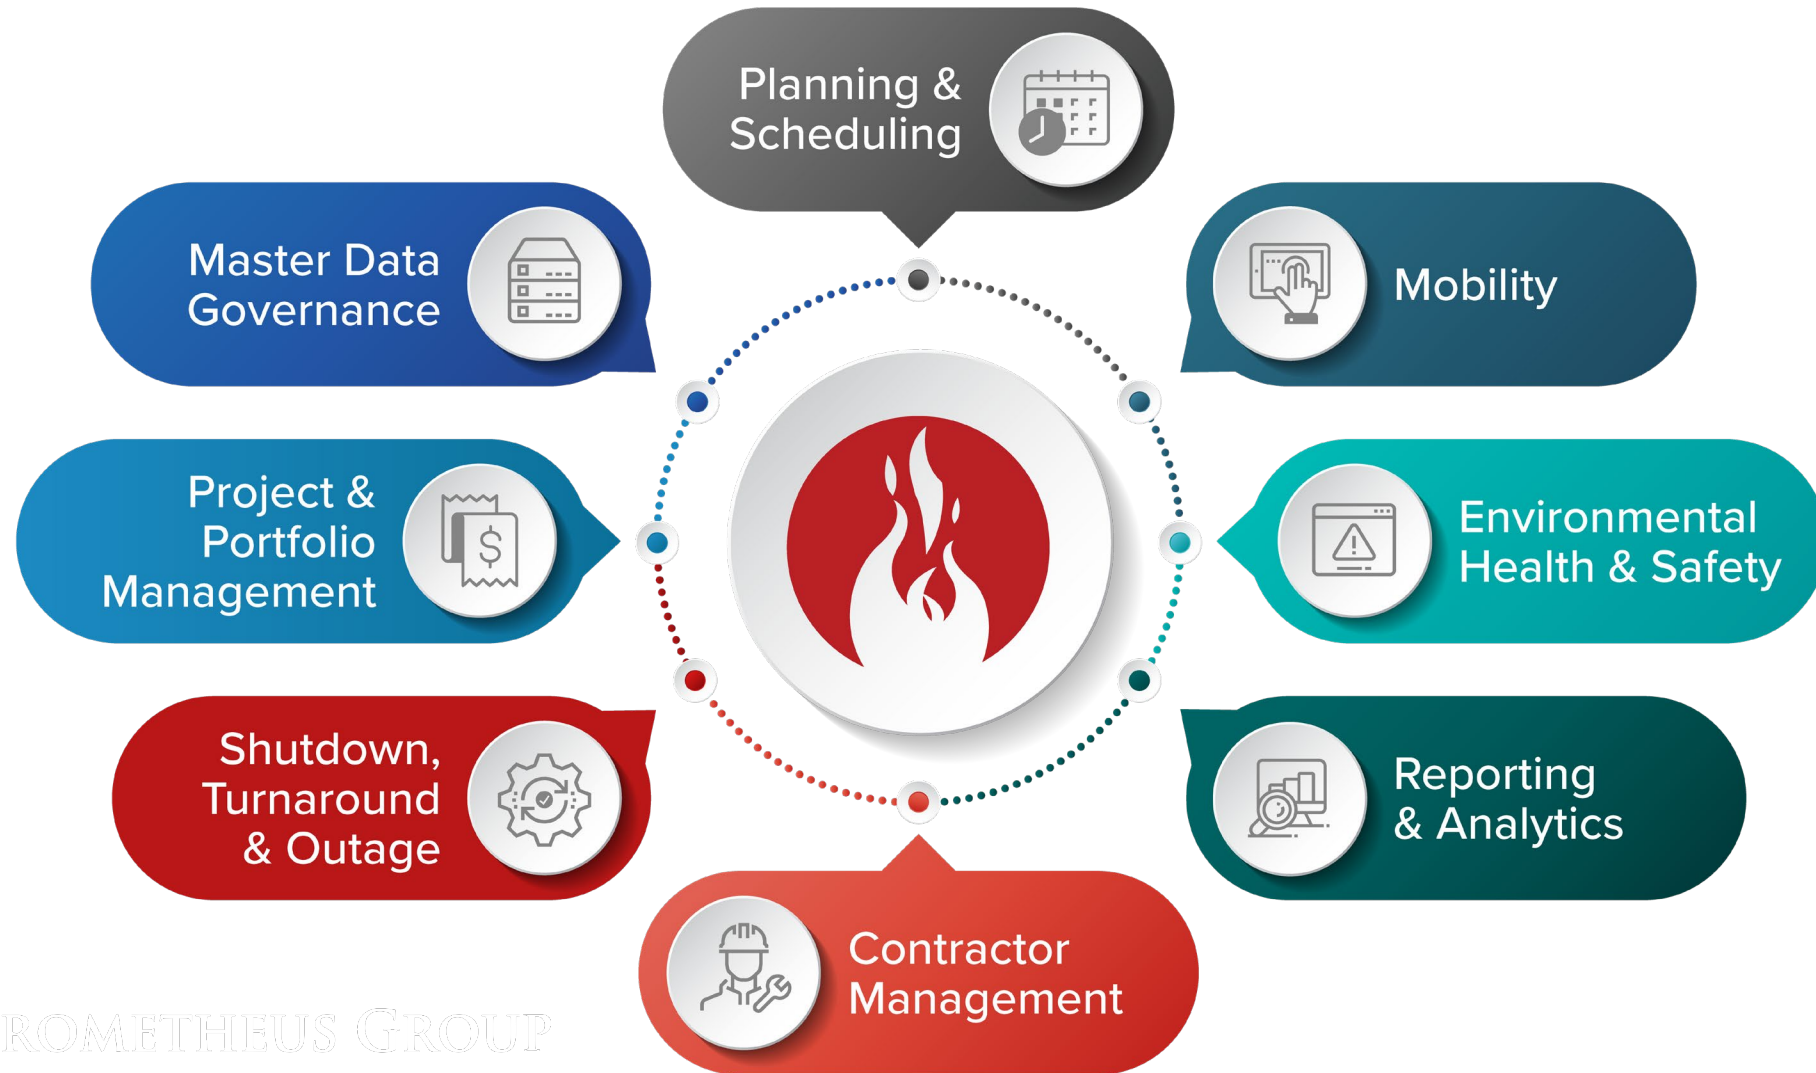 Planning &
Scheduling
Master Data
Governance
Mobility
Project &
Portfolio
Management
Environmental
Health & Safety
Shutdown,
Turnaround
& Outage
Reporting
& Analytics
Contractor
Management
ROMETHEUS GROUP
$